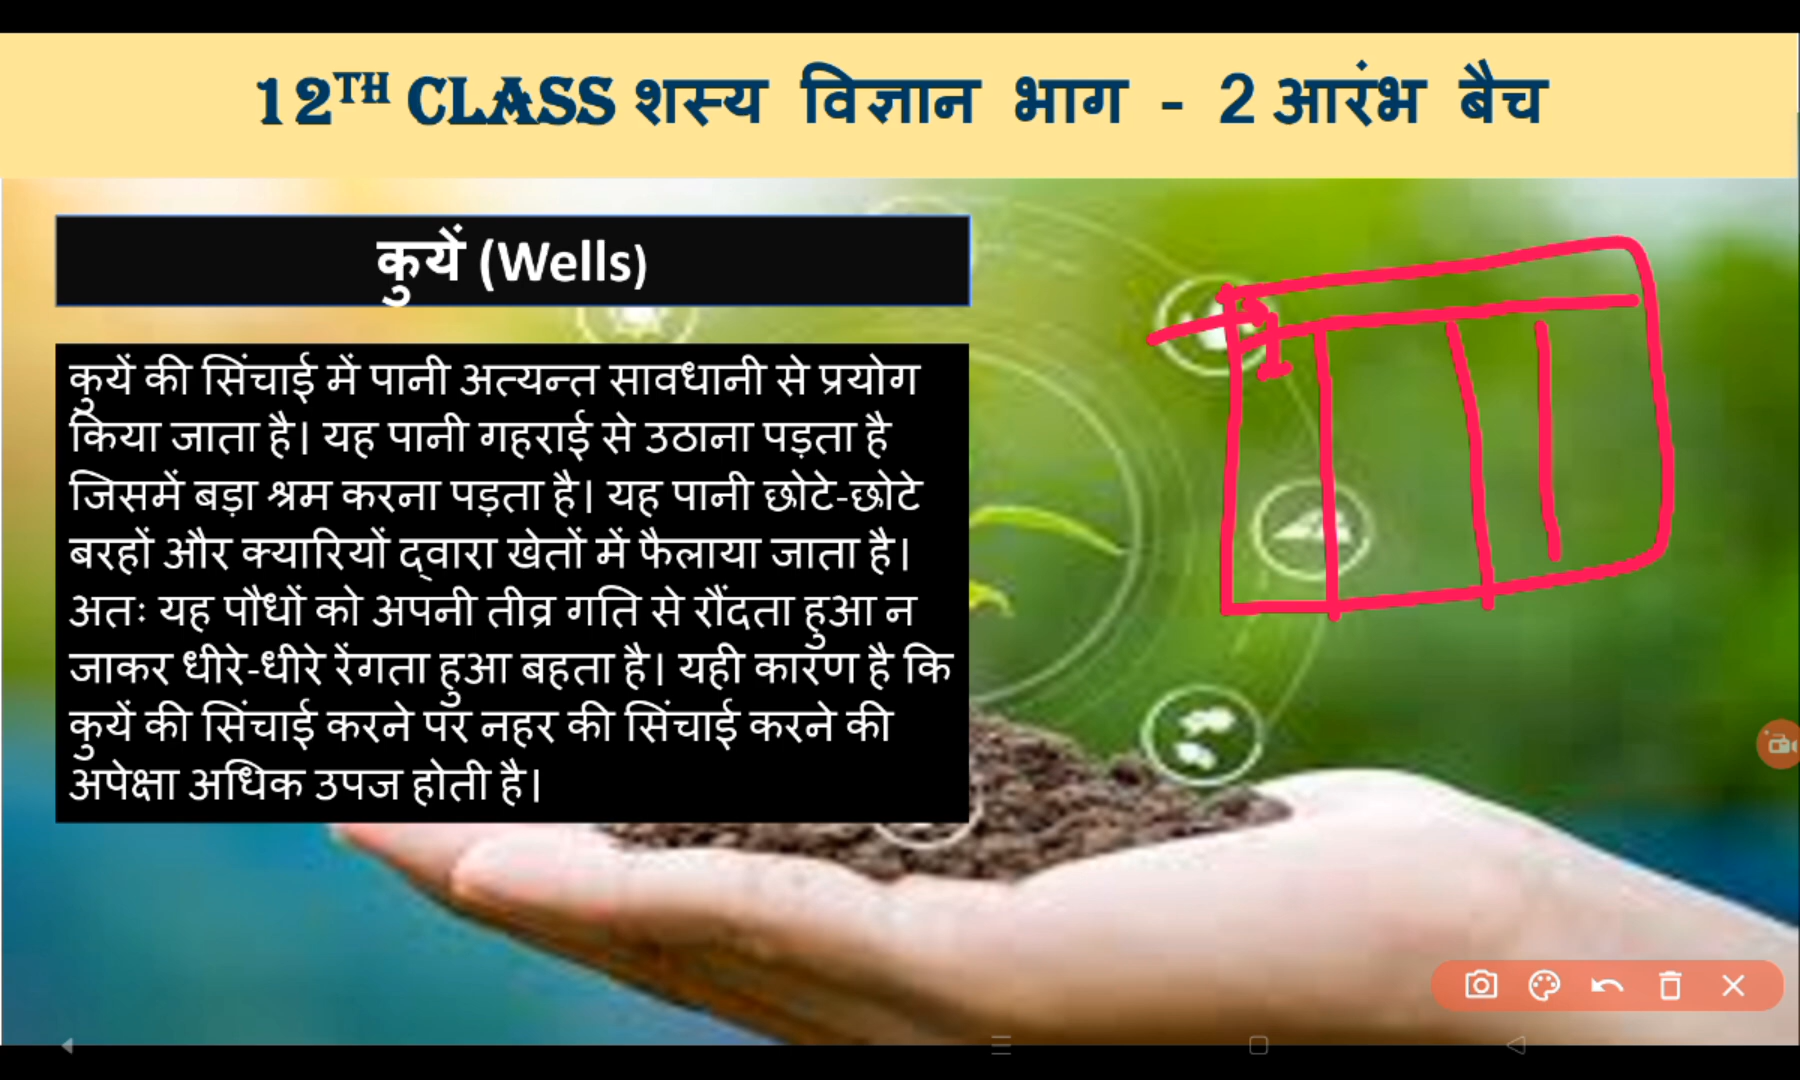 12TH CLASS शस्य विज्ञान भाग - 2 आरंभ बैच
कुयें (Wells)
कुयें की सिंचाई में पानी अत्यन्त सावधानी से प्रयोग
किया जाता है। यह पानी गहराई से उठाना पड़ता है
जिसमें बड़ा श्रम करना पड़ता है। यह पानी छोटे-छोटे
बरहों और क्यारियों द्वारा खेतों में फैलाया जाता है।
अतः यह पौधों को अपनी तीव्र गति से रौंदता हुआ न
जाकर धीरे-धीरे रेंगता हुआ बहता है। यही कारण है कि
कुयें की सिंचाई करने पर नहर की सिंचाई करने की
अपेक्षा अधिक उपज होती है।